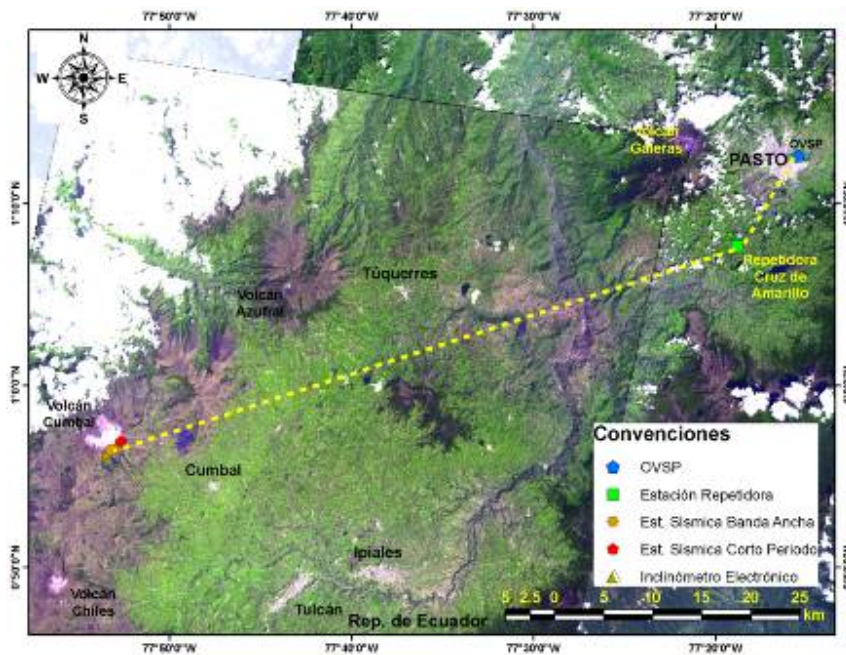 77°50'0"W
77°40'0"W
77°30'0"W
77°20'0"W
N
W
E
S
Volcán
Galeras
OVSP
PASTO
1°10'0"N
Repetidora
Cruz de
Amarillo
Túquerres
Volcán
Azufral
1°0'0"N
Volcán
Cumbal
Cumbal
Convenciones
OVSP
Estación Repetidora
Est. Sísmica Banda Ancha
Est. Sísmica Corto Periodo
Inclinómetro Electrónico
Ipiales
0°50'0"N
Volcán
Chiles
Tulcán
Rep. de Ecuador
5 2.5 0 5 10 15 20 25
km
77°50'0"W
77°40'0"W
77°30'0"W
77°20'0"W